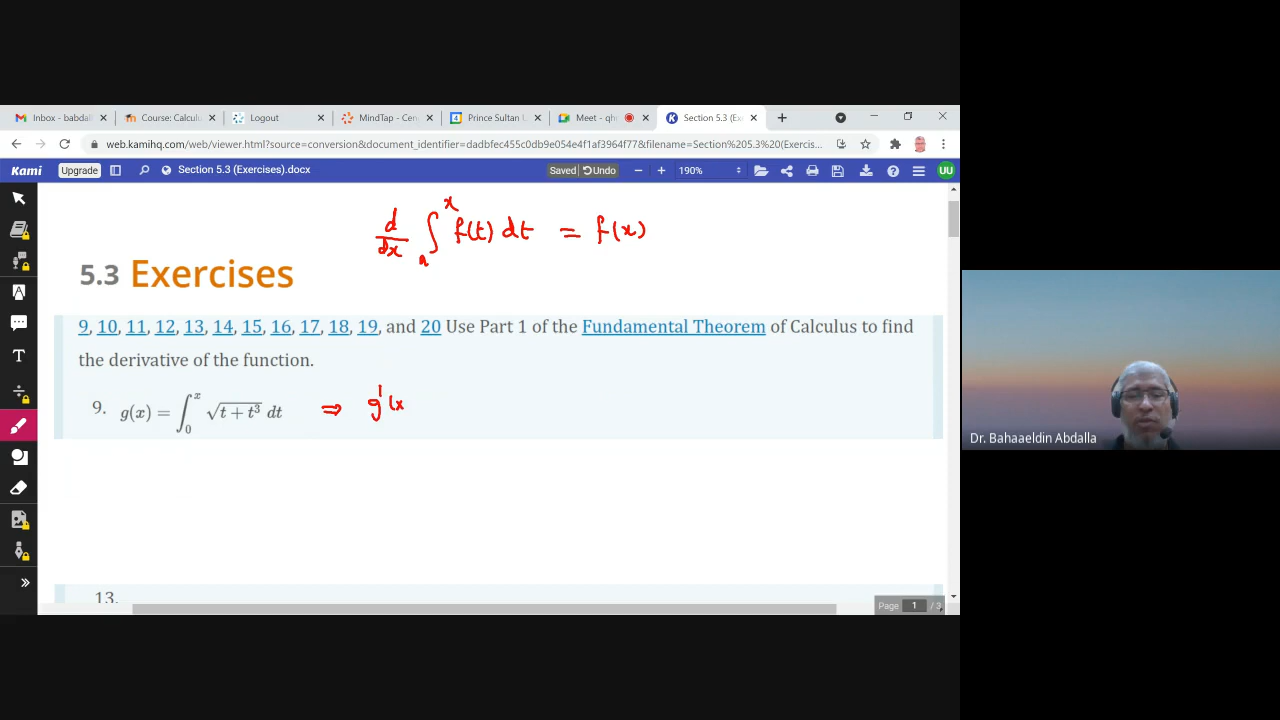 Inbox - babdal
Course: Calculu
Logout
MindTap - Cen
Prince Sultan U
Meet - qh
Section 5.3 (Ex
web.kamihq.com/web/viewer.html?source=conversion&document_identifier=dadbfec455c0db9e054e4f1af3964f77&filename=Section%205.3%20(Exercis...
Kami Upgrade Section 5.3 (Exercises).docx Saved Undo 190% UU
d/dx ∫_a^x f(t) dt = f(x)
5.3 Exercises
9, 10, 11, 12, 13, 14, 15, 16, 17, 18, 19, and 20 Use Part 1 of the Fundamental Theorem of Calculus to find
the derivative of the function.
9. g(x) = ∫_0^x √(t + t³) dt ⇒ g'(x
Dr. Bahaaeldin Abdalla
13.
Page 1 / 3